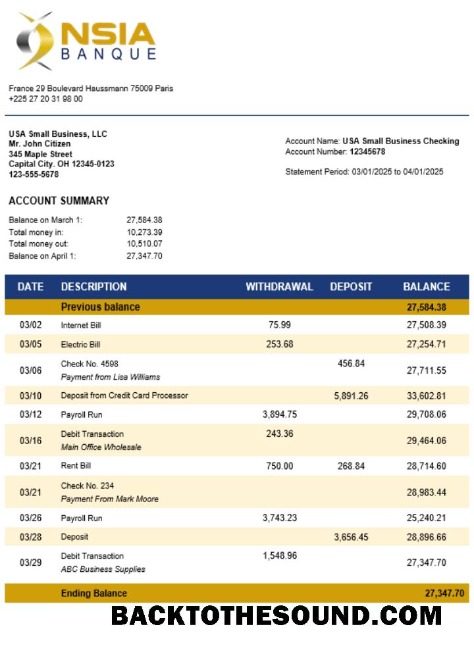 NSIA
BANQUE
France 29 Boulevard Haussmann 75009 Paris
+225 27 20 31 98 00
USA Small Business, LLC
Mr. John Citizen
345 Maple Street
Capital City. OH 12345-0123
123-555-5678
Account Name: USA Small Business Checking
Account Number: 12345678
Statement Period: 03/01/2025 to 04/01/2025
ACCOUNT SUMMARY
Balance on March 1: 27,584.38
Total money in: 10,273.39
Total money out: 10,510.07
Balance on April 1: 27,347.70
DATE DESCRIPTION WITHDRAWAL DEPOSIT BALANCE
Previous balance 27,584.38
03/02 Internet Bill 75.99 27,508.39
03/05 Electric Bill 253.68 27,254.71
03/06 Check No. 4598 456.84 27,711.55
Payment from Lisa Williams
03/10 Deposit from Credit Card Processor 5,891.26 33,602.81
03/12 Payroll Run 3,894.75 29,708.06
03/16 Debit Transaction 243.36 29,464.06
Main Office Wholesale
03/21 Rent Bill 750.00 268.84 28,714.60
03/21 Check No. 234 28,983.44
Payment From Mark Moore
03/26 Payroll Run 3,743.23 25,240.21
03/28 Deposit 3,656.45 28,896.66
03/29 Debit Transaction 1,548.96 27,347.70
ABC Business Supplies
Ending Balance 27,347.70
BACKTOTHESOUND.COM